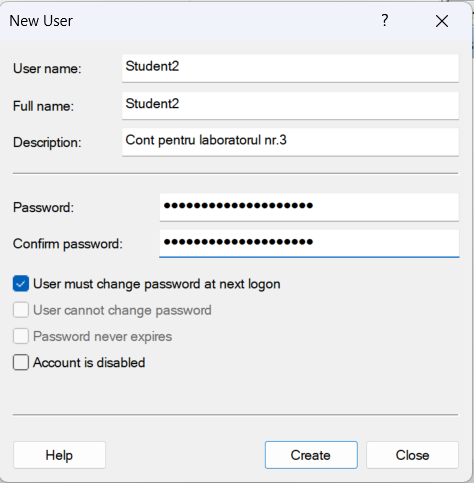 New User
?
User name: Student2
Full name: Student2
Description: Cont pentru laboratorul nr.3
Password: ●●●●●●●●●●●●●●●●●●●●
Confirm password: ●●●●●●●●●●●●●●●●●●●●
User must change password at next logon
User cannot change password
Password never expires
Account is disabled
Help Create Close